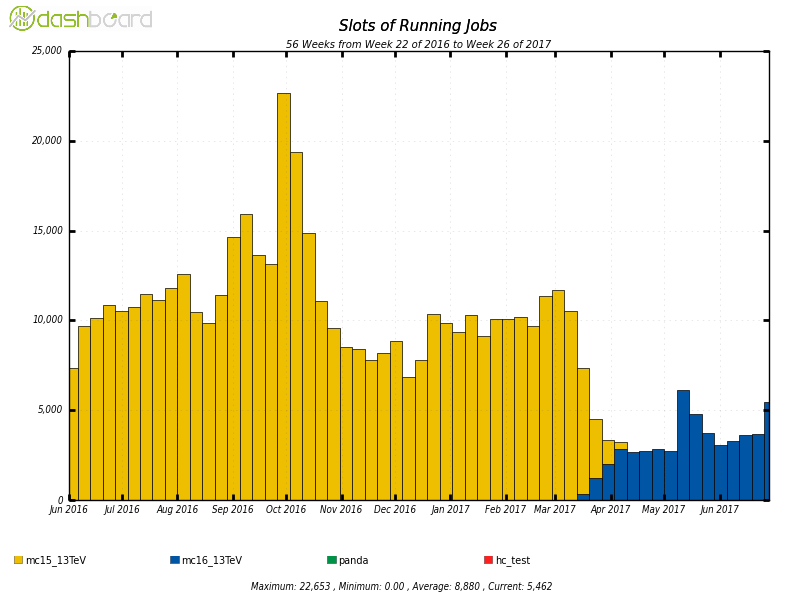 dashboard
Slots of Running Jobs
56 Weeks from Week 22 of 2016 to Week 26 of 2017
25,000
20,000
15,000
10,000
5,000
0
Jun 2016 Jul 2016 Aug 2016 Sep 2016 Oct 2016 Nov 2016 Dec 2016 Jan 2017 Feb 2017 Mar 2017 Apr 2017 May 2017 Jun 2017
mc15_13TeV mc16_13TeV panda hc_test
Maximum: 22,653 , Minimum: 0.00 , Average: 8,880 , Current: 5,462